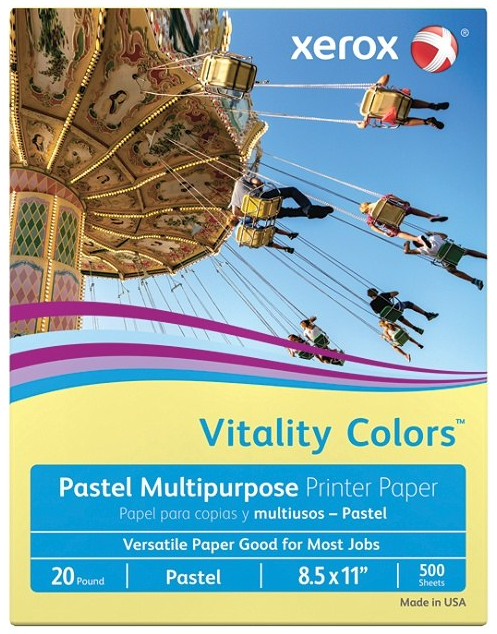 xerox ®
Vitality Colors™
Pastel Multipurpose Printer Paper
Papel para copias y multiusos – Pastel
Versatile Paper Good for Most Jobs
20 Pound | Pastel | 8.5 x 11” | 500 Sheets
Made in USA